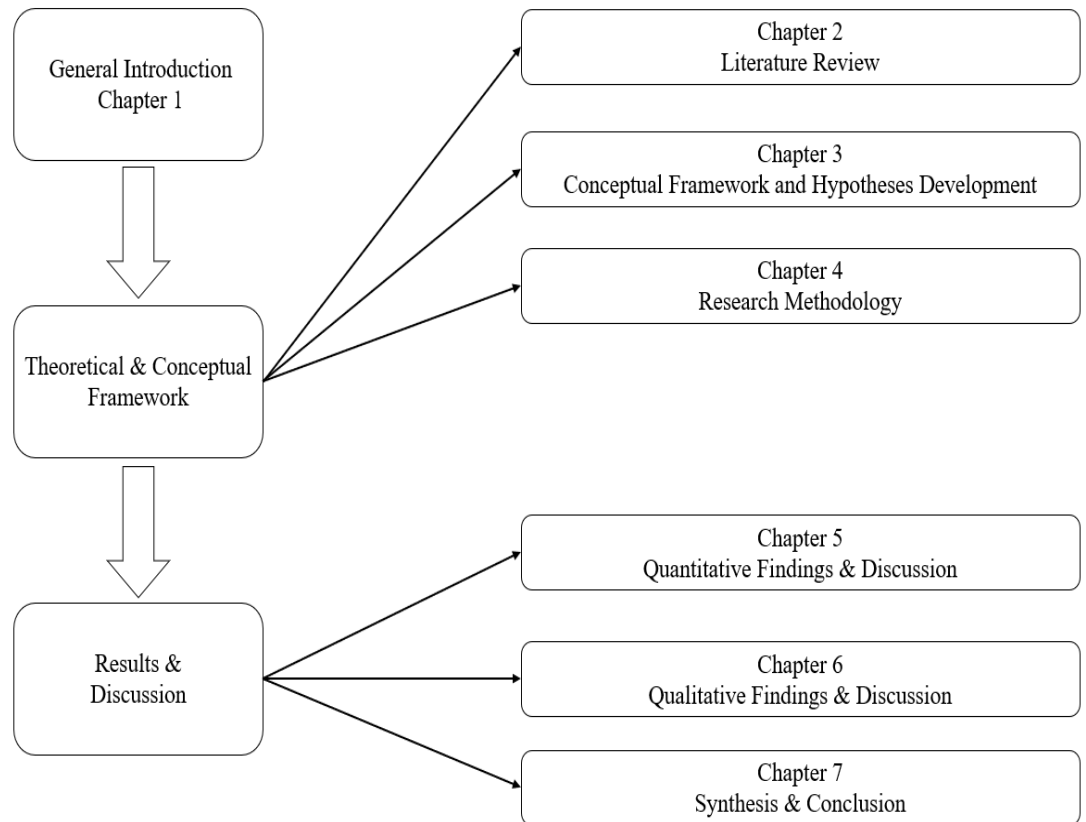 General Introduction
Chapter 1
Chapter 2
Literature Review
Chapter 3
Conceptual Framework and Hypotheses Development
Chapter 4
Research Methodology
Theoretical & Conceptual
Framework
Chapter 5
Quantitative Findings & Discussion
Results &
Discussion
Chapter 6
Qualitative Findings & Discussion
Chapter 7
Synthesis & Conclusion